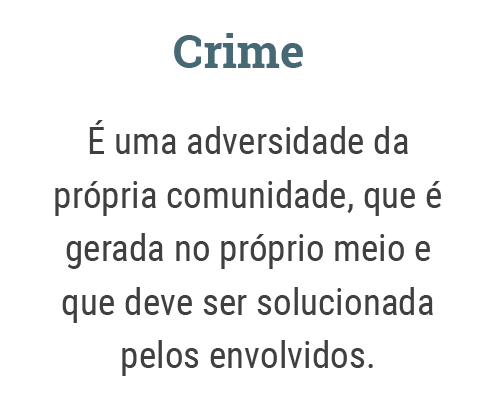 Crime
É uma adversidade da
própria comunidade, que é
gerada no próprio meio e
que deve ser solucionada
pelos envolvidos.